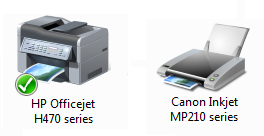 HP Officejet
H470 series
Canon Inkjet
MP210 series